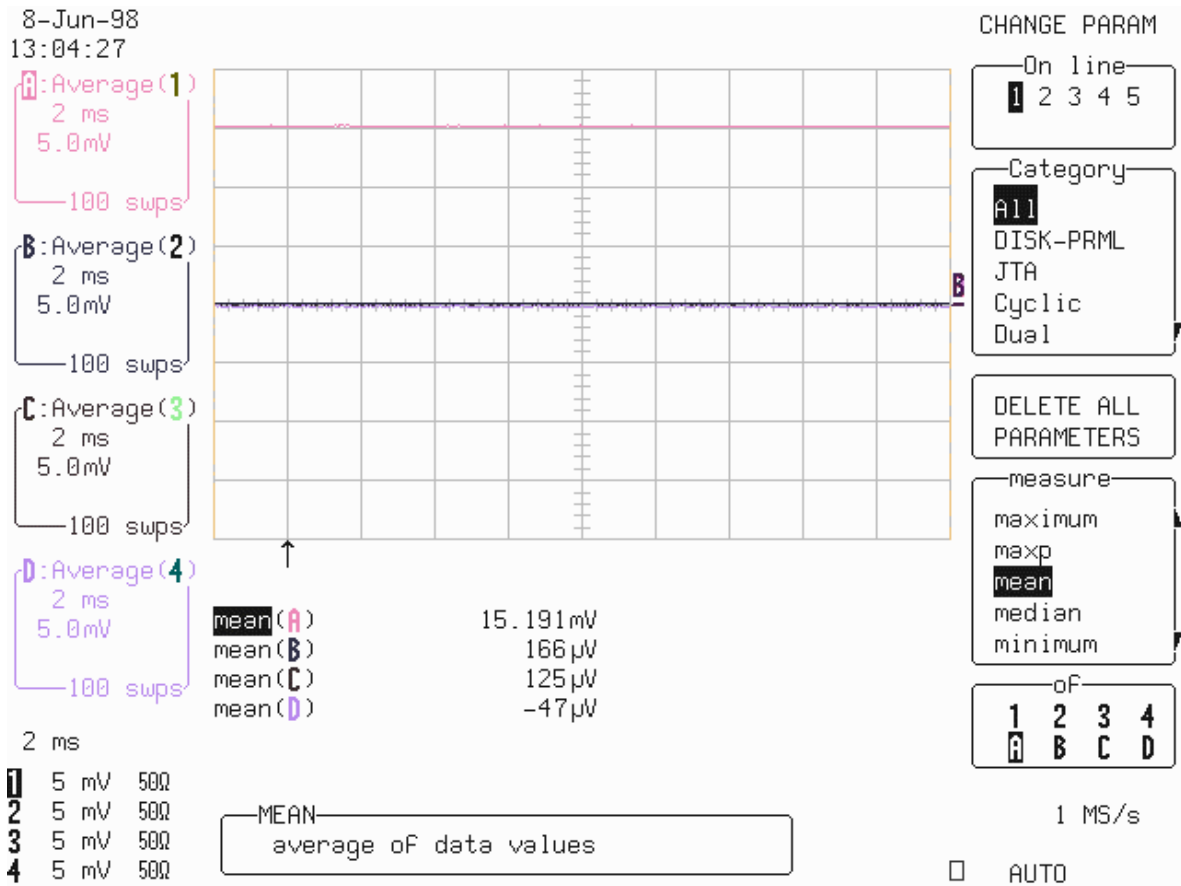 8-Jun-98
13:04:27
A:Average(1)
2 ms
5.0mV
100 swps
B:Average(2)
2 ms
5.0mV
100 swps
C:Average(3)
2 ms
5.0mV
100 swps
D:Average(4)
2 ms
5.0mV
100 swps
B
mean(A) 15.191mV
mean(B) 166µV
mean(C) 125µV
mean(D) -47µV
2 ms
1 5 mV 50Ω
2 5 mV 50Ω
3 5 mV 50Ω
4 5 mV 50Ω
MEAN
average of data values
CHANGE PARAM
On line
1 2 3 4 5
Category
All
DISK-PRML
JTA
Cyclic
Dual
DELETE ALL
PARAMETERS
measure
maximum
maxp
mean
median
minimum
of
1 2 3 4
A B C D
1 MS/s
AUTO